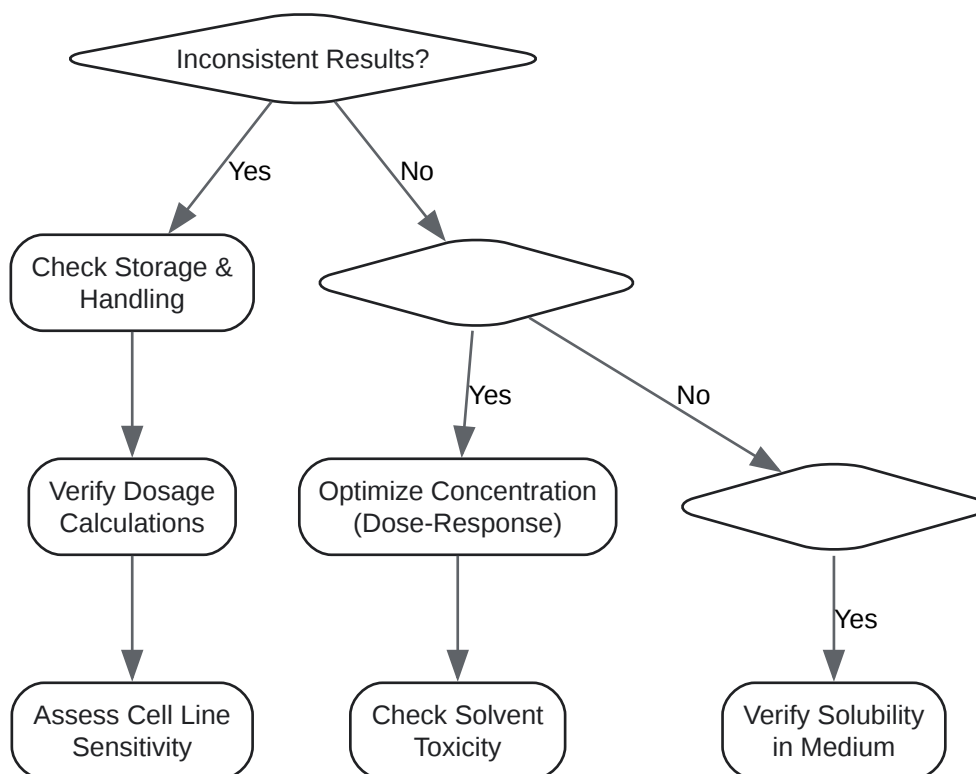 Inconsistent Results?
Yes
No
Check Storage &
Handling
Yes
No
Verify Dosage
Calculations
Optimize Concentration
(Dose-Response)
Yes
Assess Cell Line
Sensitivity
Check Solvent
Toxicity
Verify Solubility
in Medium